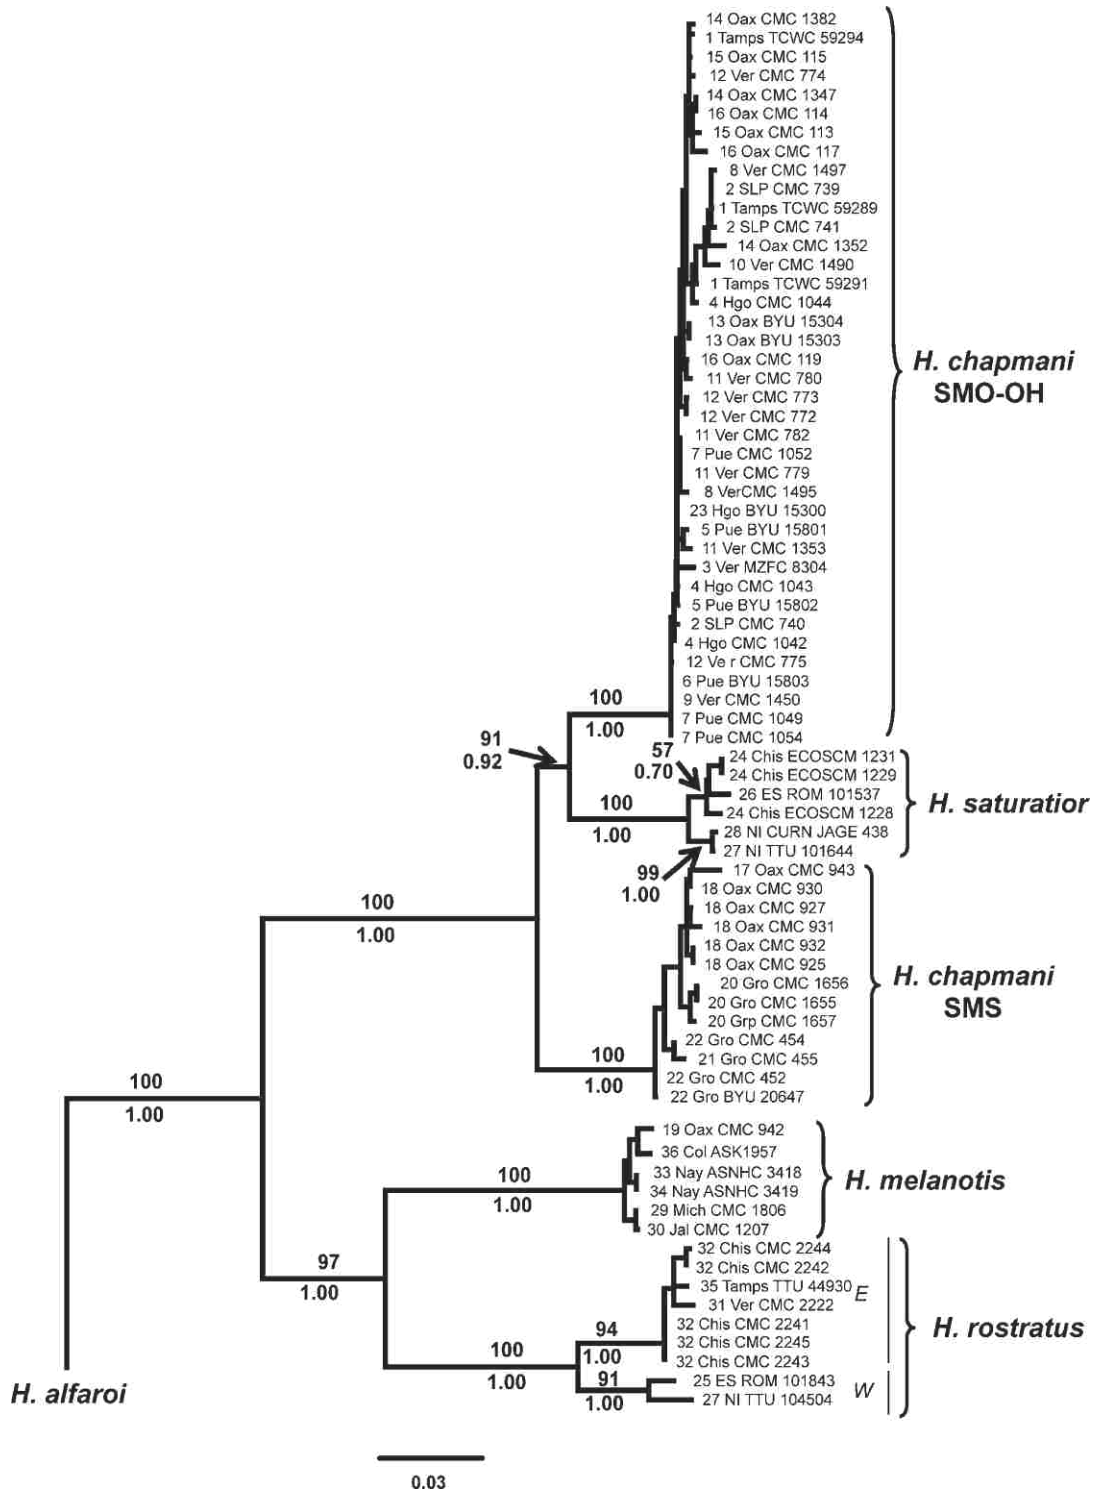 14 Oax CMC 1382
1 Tamps TCWC 59294
15 Oax CMC 115
12 Ver CMC 774
14 Oax CMC 1347
16 Oax CMC 114
15 Oax CMC 113
16 Oax CMC 117
8 Ver CMC 1497
2 SLP CMC 739
1 Tamps TCWC 59289
2 SLP CMC 741
14 Oax CMC 1352
10 Ver CMC 1490
1 Tamps TCWC 59291
4 Hgo CMC 1044
13 Oax BYU 15304
13 Oax BYU 15303
16 Oax CMC 119
11 Ver CMC 780
12 Ver CMC 773
12 Ver CMC 772
11 Ver CMC 782
7 Pue CMC 1052
11 Ver CMC 779
8 VerCMC 1495
23 Hgo BYU 15300
5 Pue BYU 15801
11 Ver CMC 1353
3 Ver MZFC 8304
4 Hgo CMC 1043
5 Pue BYU 15802
2 SLP CMC 740
4 Hgo CMC 1042
12 Ve r CMC 775
6 Pue BYU 15803
9 Ver CMC 1450
7 Pue CMC 1049
7 Pue CMC 1054
H. chapmani
SMO-OH
100
1.00
91
0.92
57
0.70
24 Chis ECOSCM 1231
24 Chis ECOSCM 1229
26 ES ROM 101537
24 Chis ECOSCM 1228
28 NI CURN JAGE 438
27 NI TTU 101644
H. saturatior
100
1.00
99
1.00
17 Oax CMC 943
18 Oax CMC 930
18 Oax CMC 927
18 Oax CMC 931
18 Oax CMC 932
18 Oax CMC 925
20 Gro CMC 1656
20 Gro CMC 1655
20 Grp CMC 1657
22 Gro CMC 454
21 Gro CMC 455
22 Gro CMC 452
22 Gro BYU 20647
H. chapmani
SMS
100
1.00
100
1.00
100
1.00
19 Oax CMC 942
36 Col ASK1957
33 Nay ASNHC 3418
34 Nay ASNHC 3419
29 Mich CMC 1806
30 Jal CMC 1207
H. melanotis
100
1.00
97
1.00
32 Chis CMC 2244
32 Chis CMC 2242
35 Tamps TTU 44930
31 Ver CMC 2222
32 Chis CMC 2241
32 Chis CMC 2245
32 Chis CMC 2243
E
25 ES ROM 101843
27 NI TTU 104504
W
H. rostratus
94
1.00
100
1.00
91
1.00
H. alfaroi
0.03